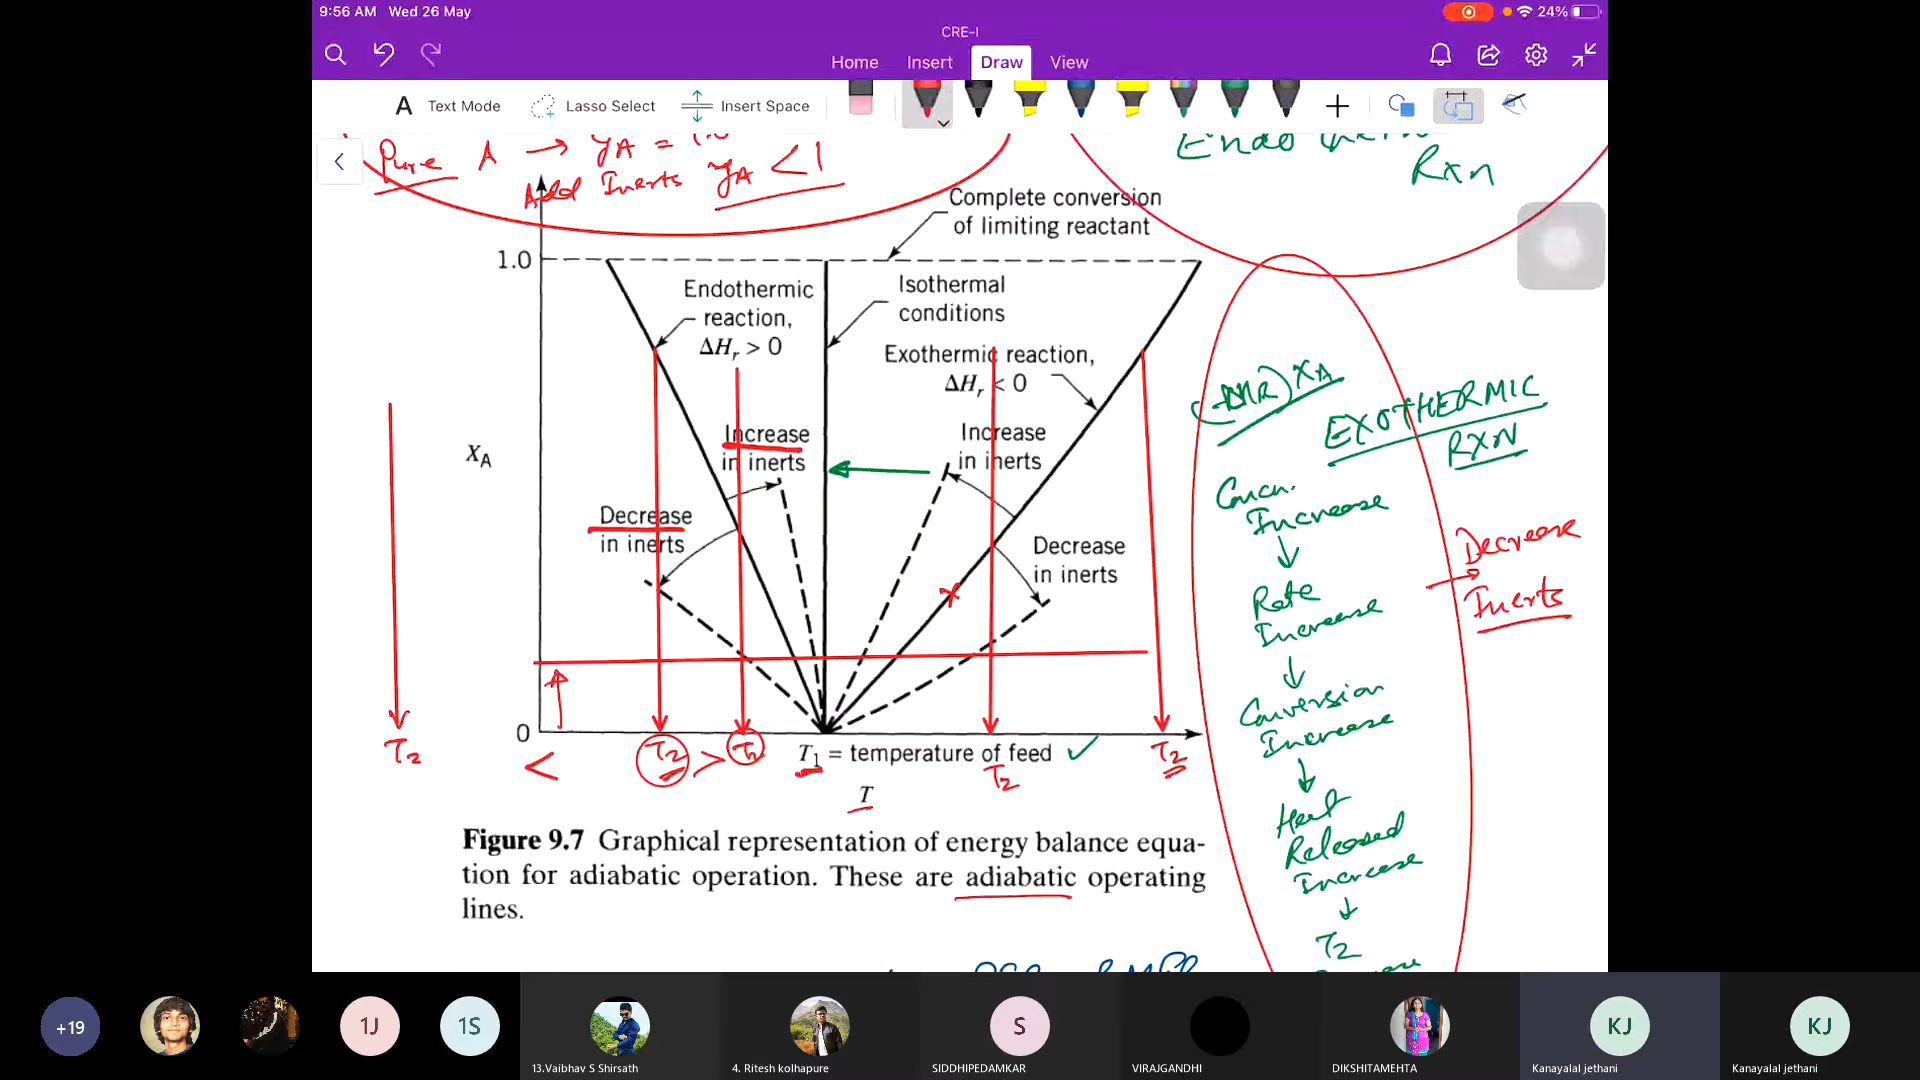 9:56 AM Wed 26 May
24%
CRE-I
Home Insert Draw View
A Text Mode Lasso Select Insert Space
Pure A → yA =
Add Inerts yA < 1
Rxn
Complete conversion
of limiting reactant
1.0
Endothermic
reaction,
ΔHr > 0
Isothermal
conditions
Exothermic reaction,
ΔHr < 0
XA
Increase
in inerts
Increase
in inerts
Decrease
in inerts
Decrease
in inerts
0
T2
<
T2 > T2
T1 = temperature of feed ✓
T2
T2
T
Figure 9.7 Graphical representation of energy balance equa-
tion for adiabatic operation. These are adiabatic operating
lines.
(-ΔHR) XA
EXOTHERMIC
RXN
Concn.
Increase
↓
Rate
Increase
↓
Conversion
Increase
↓
Heat
Released
Increase
↓
T2
→ Decrease
Inerts
+19
1J
1S
S
KJ
KJ
13.Vaibhav S Shirsath
4. Ritesh kolhapure
SIDDHIPEDAMKAR
VIRAJGANDHI
DIKSHITAMEHTA
Kanayalal jethani
Kanayalal jethani